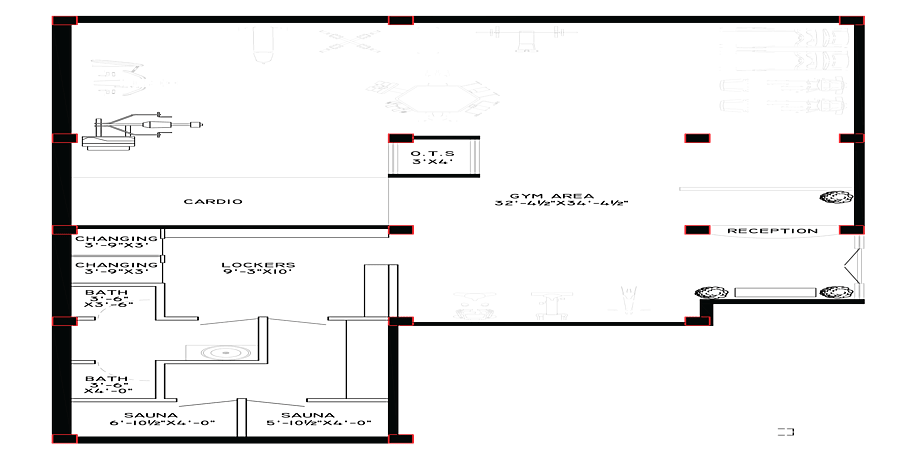 O.T.S
3'X4'
CARDIO
GYM AREA
32'-4½"X34'-4½"
RECEPTION
CHANGING
3'-9"X3'
CHANGING
3'-9"X3'
LOCKERS
9'-3"X10'
BATH
3'-6"
X3'-6"
BATH
3'-6"
X4'-0"
SAUNA
6'-10½"X4'-0"
SAUNA
5'-10½"X4'-0"